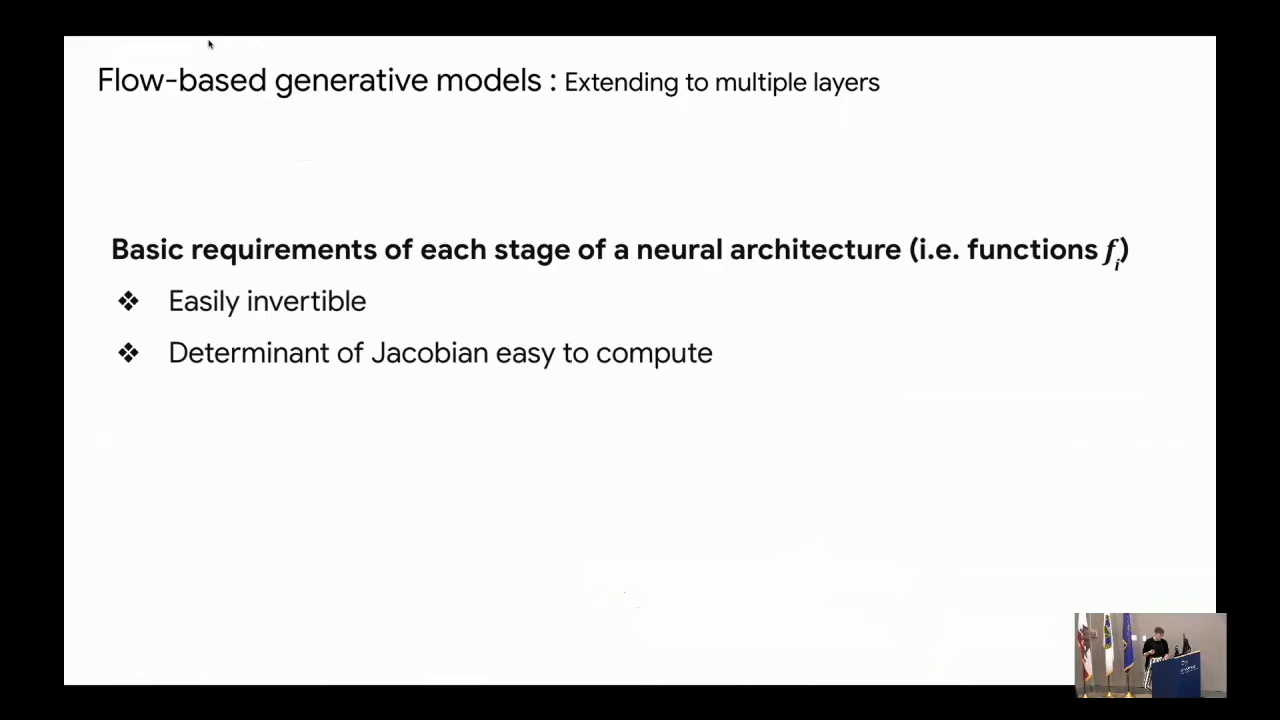 Flow-based generative models : Extending to multiple layers
Basic requirements of each stage of a neural architecture (i.e. functions fᵢ)
❖ Easily invertible
❖ Determinant of Jacobian easy to compute